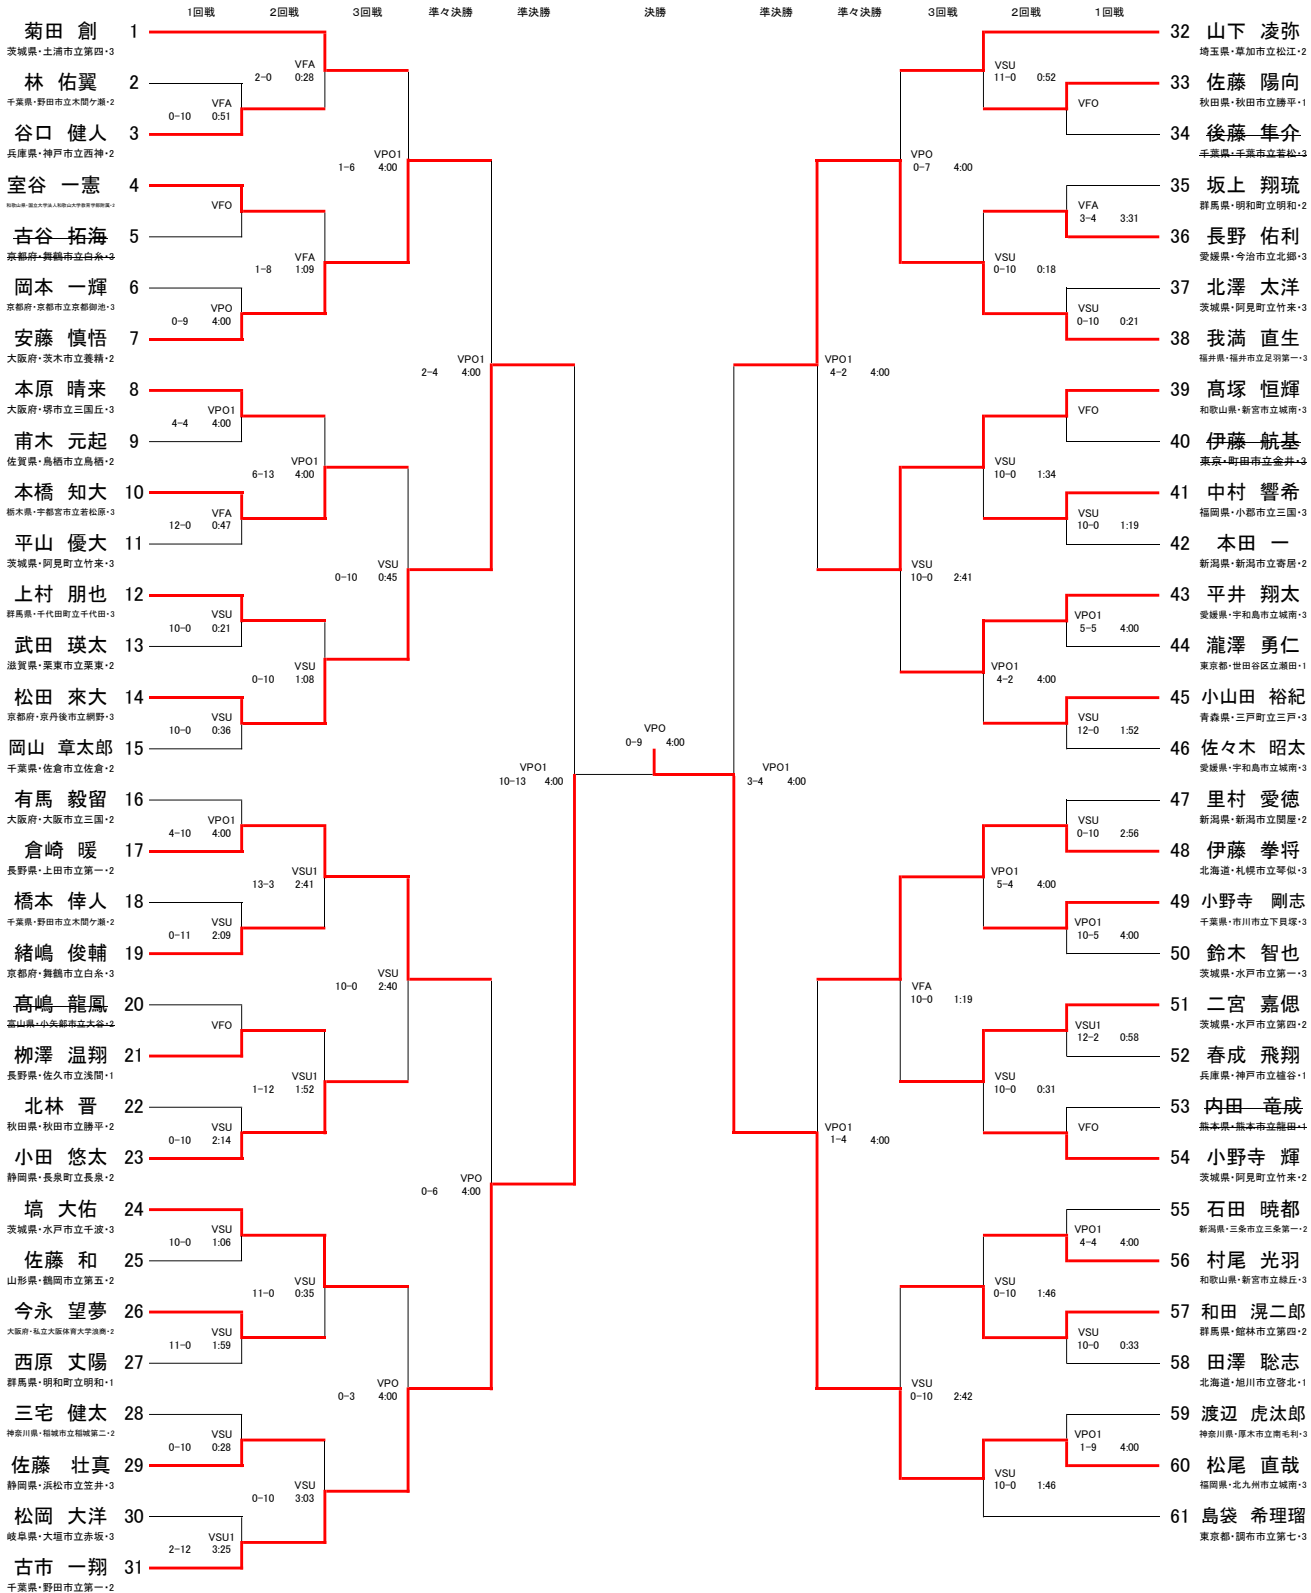 1回戦 2回戦 3回戦 準々決勝 準決勝 決勝 準決勝 準々決勝 3回戦 2回戦 1回戦
菊田 創 1
茨城県・土浦市立第四・3
林 佑翼 2
千葉県・野田市立木間ケ瀬・2
谷口 健人 3
兵庫県・神戸市立西神・2
室谷 一憲 4
和歌山県・国立大学法人和歌山大学教育学部附属・3
古谷 拓海 5
京都府・舞鶴市立白糸・3
岡本 一輝 6
京都府・京都市立京都御池・3
安藤 慎悟 7
大阪府・茨木市立養精・2
本原 晴来 8
大阪府・堺市立三国丘・3
甫木 元起 9
佐賀県・鳥栖市立鳥栖・2
本橋 知大 10
栃木県・宇都宮市立若松原・3
平山 優大 11
茨城県・阿見町立竹来・3
上村 朋也 12
群馬県・千代田町立千代田・3
武田 瑛太 13
滋賀県・栗東市立栗東・2
松田 來大 14
京都府・京丹後市立網野・3
岡山 章太郎 15
千葉県・佐倉市立佐倉・2
有馬 毅留 16
大阪府・大阪市立三国・2
倉崎 暖 17
長野県・上田市立第一・2
橋本 倖人 18
千葉県・野田市立木間ケ瀬・2
緒嶋 俊輔 19
京都府・舞鶴市立白糸・3
髙嶋 龍鳳 20
富山県・小矢部市立大谷・2
栁澤 温翔 21
長野県・佐久市立浅間・1
北林 晋 22
秋田県・秋田市立勝平・2
小田 悠太 23
静岡県・長泉町立長泉・2
塙 大佑 24
茨城県・水戸市立千波・3
佐藤 和 25
山形県・鶴岡市立第五・2
今永 望夢 26
大阪府・私立大阪体育大学浪商・2
西原 丈陽 27
群馬県・明和町立明和・1
三宅 健太 28
神奈川県・稲城市立稲城第二・2
佐藤 壮真 29
静岡県・浜松市立笠井・3
松岡 大洋 30
岐阜県・大垣市立赤坂・3
古市 一翔 31
千葉県・野田市立第一・2
VFA
0-10 0:51
VFO
VPO
0-9 4:00
VPO1
4-4 4:00
VFA
12-0 0:47
VSU
10-0 0:21
VSU
10-0 0:36
VPO1
4-10 4:00
VSU
0-11 2:09
VFO
VSU
0-10 2:14
VSU
10-0 1:06
VSU
11-0 1:59
VSU
0-10 0:28
VSU1
2-12 3:25
VFA
2-0 0:28
VFA
1-8 1:09
VPO1
6-13 4:00
VSU
0-10 1:08
VSU1
13-3 2:41
VSU1
1-12 1:52
VSU
11-0 0:35
VSU
0-10 3:03
VPO1
1-6 4:00
VSU
0-10 0:45
VSU
10-0 2:40
VPO
0-3 4:00
VPO1
2-4 4:00
VPO
0-6 4:00
VPO1
10-13 4:00
VPO
0-9 4:00
VPO1
3-4 4:00
VPO1
4-2 4:00
VPO1
1-4 4:00
VPO
0-7 4:00
VSU
10-0 2:41
VFA
10-0 1:19
VSU
0-10 2:42
VSU
11-0 0:52
VSU
0-10 0:18
VSU
10-0 1:34
VPO1
4-2 4:00
VPO1
5-4 4:00
VSU
10-0 0:31
VSU
0-10 1:46
VSU
10-0 1:46
VFO
VFA
3-4 3:31
VSU
0-10 0:21
VFO
VSU
10-0 1:19
VPO1
5-5 4:00
VSU
12-0 1:52
VSU
0-10 2:56
VPO1
10-5 4:00
VSU1
12-2 0:58
VFO
VPO1
4-4 4:00
VSU
10-0 0:33
VPO1
1-9 4:00
32 山下 凌弥
埼玉県・草加市立松江・2
33 佐藤 陽向
秋田県・秋田市立勝平・1
34 後藤 隼介
千葉県・千葉市立若松・3
35 坂上 翔琉
群馬県・明和町立明和・2
36 長野 佑利
愛媛県・今治市立北郷・3
37 北澤 太洋
茨城県・阿見町立竹来・3
38 我満 直生
福井県・福井市立足羽第一・3
39 髙塚 恒輝
和歌山県・新宮市立城南・3
40 伊藤 航基
東京・町田市立金井・3
41 中村 響希
福岡県・小郡市立三国・3
42 本田 一
新潟県・新潟市立寄居・2
43 平井 翔太
愛媛県・宇和島市立城南・3
44 瀧澤 勇仁
東京都・世田谷区立瀬田・1
45 小山田 裕紀
青森県・三戸町立三戸・3
46 佐々木 昭太
愛媛県・宇和島市立城南・3
47 里村 愛徳
新潟県・新潟市立関屋・2
48 伊藤 拳将
北海道・札幌市立琴似・3
49 小野寺 剛志
千葉県・市川市立下貝塚・3
50 鈴木 智也
茨城県・水戸市立第一・3
51 二宮 嘉偲
茨城県・水戸市立第四・2
52 春成 飛翔
兵庫県・神戸市立櫨谷・1
53 内田 竜成
熊本県・熊本市立龍田・1
54 小野寺 輝
茨城県・阿見町立竹来・2
55 石田 暁都
新潟県・三条市立三条第一・2
56 村尾 光羽
和歌山県・新宮市立緑丘・3
57 和田 滉二郎
群馬県・館林市立第四・2
58 田澤 聡志
北海道・旭川市立啓北・1
59 渡辺 虎汰郎
神奈川県・厚木市立南毛利・3
60 松尾 直哉
福岡県・北九州市立城南・3
61 島袋 希理瑠
東京都・調布市立第七・3